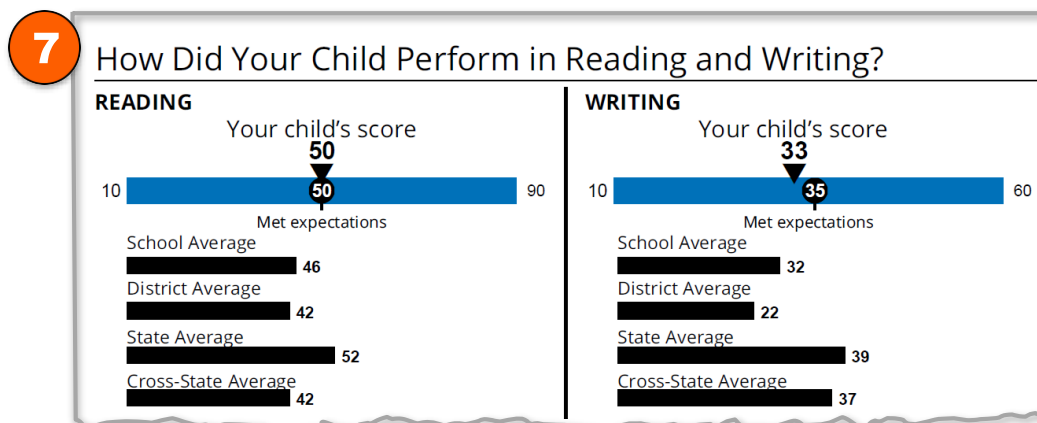 7
How Did Your Child Perform in Reading and Writing?
READING
Your child's score
50
10 50 90
Met expectations
School Average
46
District Average
42
State Average
52
Cross-State Average
42
WRITING
Your child's score
33
10 35 60
Met expectations
School Average
32
District Average
22
State Average
39
Cross-State Average
37